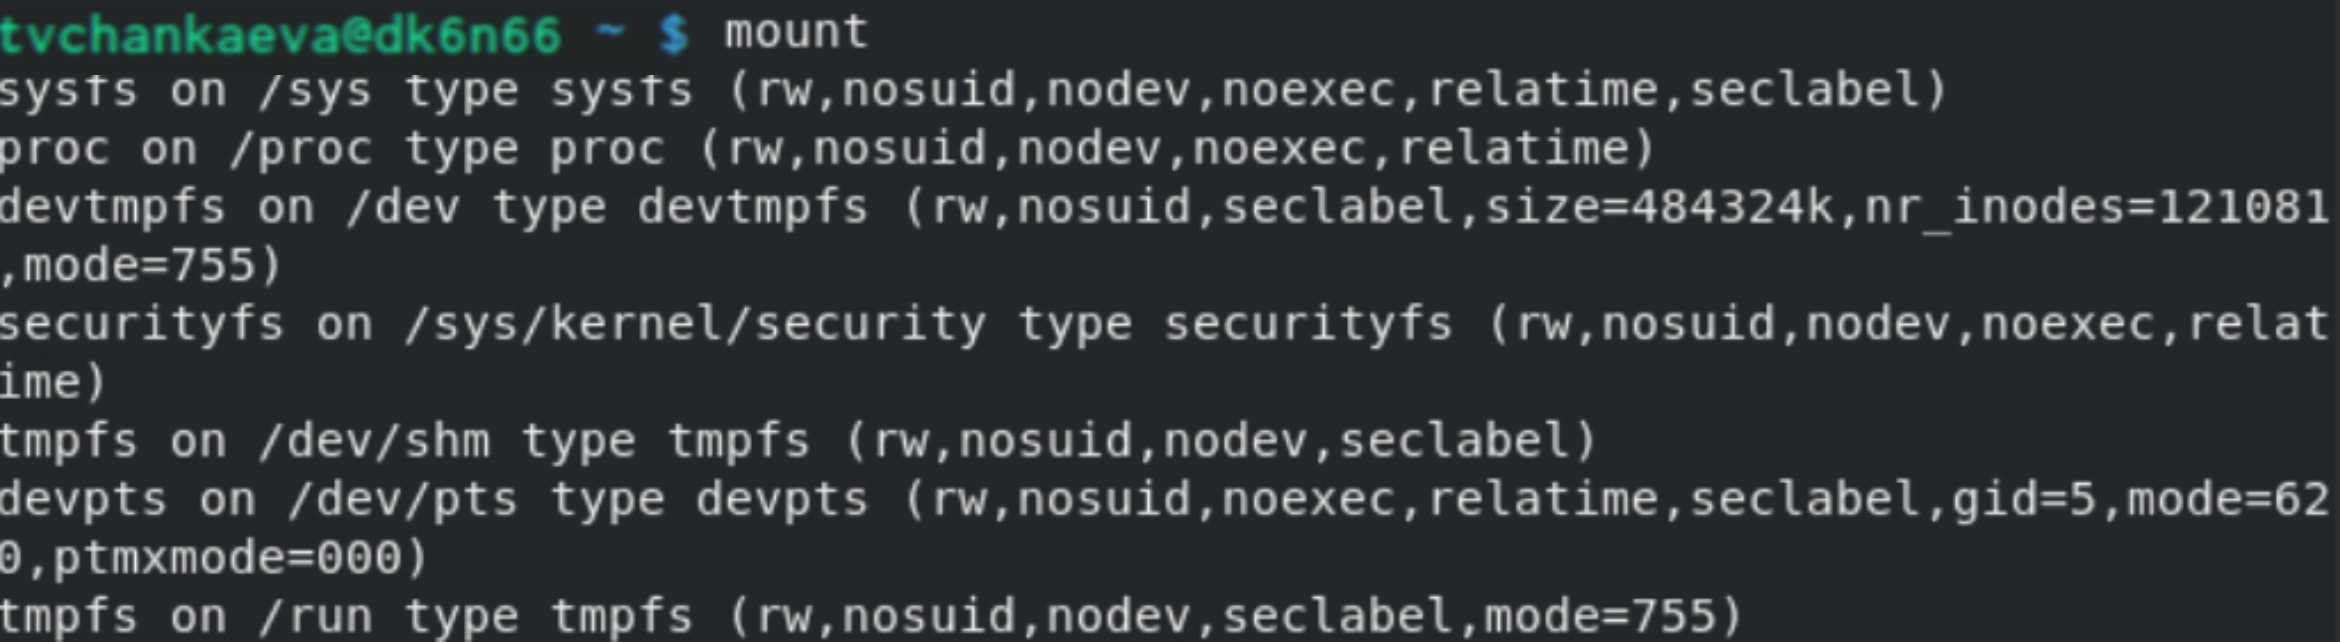 tvchankaeva@dk6n66 ~ $ mount
sysfs on /sys type sysfs (rw,nosuid,nodev,noexec,relatime,seclabel)
proc on /proc type proc (rw,nosuid,nodev,noexec,relatime)
devtmpfs on /dev type devtmpfs (rw,nosuid,seclabel,size=484324k,nr_inodes=121081
,mode=755)
securityfs on /sys/kernel/security type securityfs (rw,nosuid,nodev,noexec,relat
ime)
tmpfs on /dev/shm type tmpfs (rw,nosuid,nodev,seclabel)
devpts on /dev/pts type devpts (rw,nosuid,noexec,relatime,seclabel,gid=5,mode=62
0,ptmxmode=000)
tmpfs on /run type tmpfs (rw,nosuid,nodev,seclabel,mode=755)